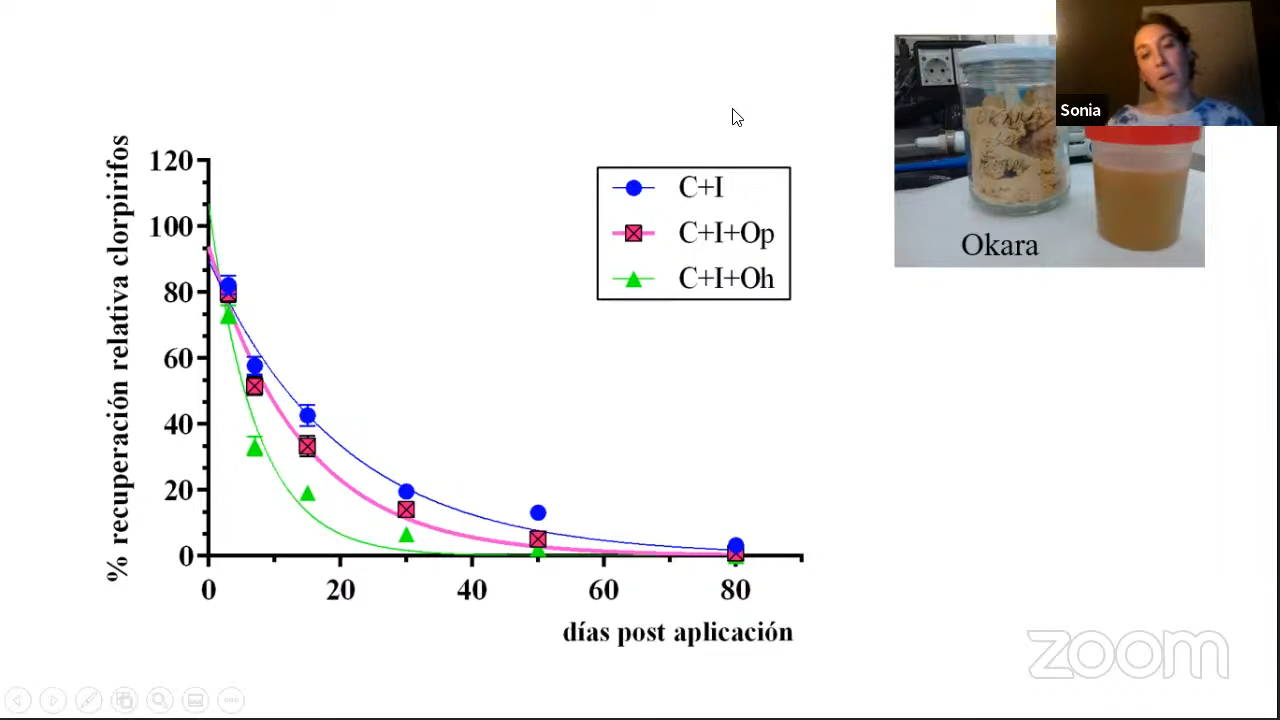 Sonia
Okara
% recuperación relativa clorpirifos
120
100
80
60
40
20
0
C+I
C+I+Op
C+I+Oh
0 20 40 60 80
días post aplicación
zoom